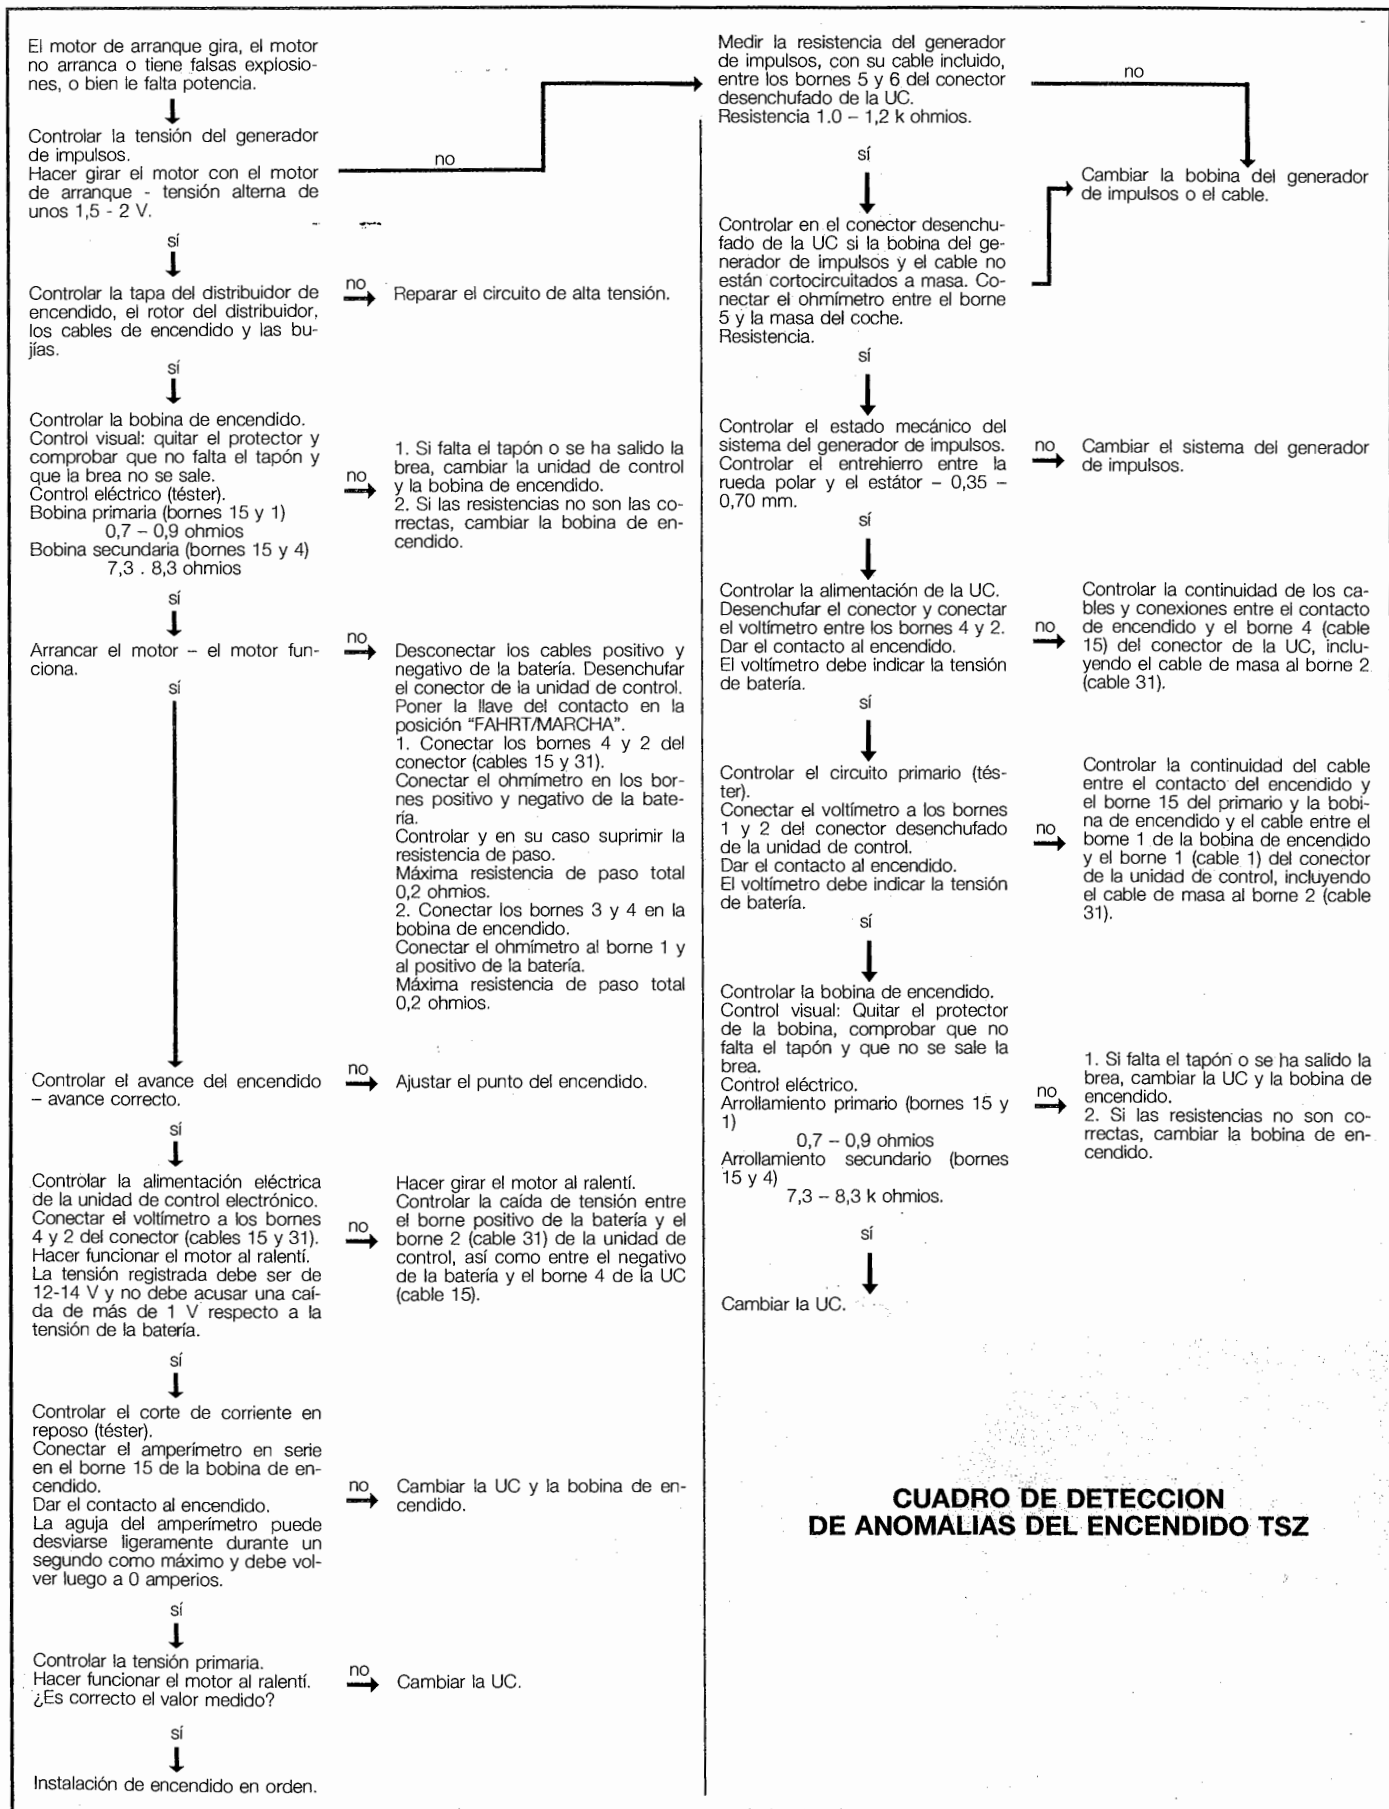 El motor de arranque gira, el motor
no arranca o tiene falsas explosio-
nes, o bien le falta potencia.
Controlar la tensión del generador
de impulsos.
Hacer girar el motor con el motor
de arranque - tensión alterna de
unos 1,5 - 2 V.
no
sí
Controlar la tapa del distribuidor de
encendido, el rotor del distribuidor,
los cables de encendido y las bu-
jías.
no
Reparar el circuito de alta tensión.
sí
Controlar la bobina de encendido.
Control visual: quitar el protector y
comprobar que no falta el tapón y
que la brea no se sale.
Control eléctrico (téster).
Bobina primaria (bornes 15 y 1)
0,7 – 0,9 ohmios
Bobina secundaria (bornes 15 y 4)
7,3 . 8,3 ohmios
no
1. Si falta el tapón o se ha salido la
brea, cambiar la unidad de control
y la bobina de encendido.
2. Si las resistencias no son las co-
rrectas, cambiar la bobina de en-
cendido.
sí
Arrancar el motor – el motor fun-
ciona.
no
Desconectar los cables positivo y
negativo de la batería. Desenchufar
el conector de la unidad de control.
Poner la llave del contacto en la
posición “FAHRT/MARCHA”.
1. Conectar los bornes 4 y 2 del
conector (cables 15 y 31).
Conectar el ohmímetro en los bor-
nes positivo y negativo de la bate-
ría.
Controlar y en su caso suprimir la
resistencia de paso.
Máxima resistencia de paso total
0,2 ohmios.
2. Conectar los bornes 3 y 4 en la
bobina de encendido.
Conectar el ohmímetro al borne 1 y
al positivo de la batería.
Máxima resistencia de paso total
0,2 ohmios.
sí
Controlar el avance del encendido
– avance correcto.
no
Ajustar el punto del encendido.
sí
Controlar la alimentación eléctrica
de la unidad de control electrónico.
Conectar el voltímetro a los bornes
4 y 2 del conector (cables 15 y 31).
Hacer funcionar el motor al ralentí.
La tensión registrada debe ser de
12-14 V y no debe acusar una caí-
da de más de 1 V respecto a la
tensión de la batería.
no
Hacer girar el motor al ralentí.
Controlar la caída de tensión entre
el borne positivo de la batería y el
borne 2 (cable 31) de la unidad de
control, así como entre el negativo
de la batería y el borne 4 de la UC
(cable 15).
sí
Controlar el corte de corriente en
reposo (téster).
Conectar el amperímetro en serie
en el borne 15 de la bobina de en-
cendido.
Dar el contacto al encendido.
La aguja del amperímetro puede
desviarse ligeramente durante un
segundo como máximo y debe vol-
ver luego a 0 amperios.
no
Cambiar la UC y la bobina de en-
cendido.
sí
Controlar la tensión primaria.
Hacer funcionar el motor al ralentí.
¿Es correcto el valor medido?
no
Cambiar la UC.
sí
Instalación de encendido en orden.
Medir la resistencia del generador
de impulsos, con su cable incluido,
entre los bornes 5 y 6 del conector
desenchufado de la UC.
Resistencia 1.0 – 1,2 k ohmios.
no
Cambiar la bobina del generador
de impulsos o el cable.
sí
Controlar en el conector desenchu-
fado de la UC si la bobina del ge-
nerador de impulsos y el cable no
están cortocircuitados a masa. Co-
nectar el ohmímetro entre el borne
5 y la masa del coche.
Resistencia.
sí
Controlar el estado mecánico del
sistema del generador de impulsos.
Controlar el entrehierro entre la
rueda polar y el estátor – 0,35 –
0,70 mm.
no
Cambiar el sistema del generador
de impulsos.
sí
Controlar la alimentación de la UC.
Desenchufar el conector y conectar
el voltímetro entre los bornes 4 y 2.
Dar el contacto al encendido.
El voltímetro debe indicar la tensión
de batería.
no
Controlar la continuidad de los ca-
bles y conexiones entre el contacto
de encendido y el borne 4 (cable
15) del conector de la UC, inclu-
yendo el cable de masa al borne 2
(cable 31).
sí
Controlar el circuito primario (tés-
ter).
Conectar el voltímetro a los bornes
1 y 2 del conector desenchufado
de la unidad de control.
Dar el contacto al encendido.
El voltímetro debe indicar la tensión
de batería.
no
Controlar la continuidad del cable
entre el contacto del encendido y
el borne 15 del primario y la bobi-
na de encendido y el cable entre el
borne 1 de la bobina de encendido
y el borne 1 (cable 1) del conector
de la unidad de control, incluyendo
el cable de masa al borne 2 (cable
31).
sí
Controlar la bobina de encendido.
Control visual: Quitar el protector
de la bobina, comprobar que no
falta el tapón y que no se sale la
brea.
Control eléctrico.
Arrollamiento primario (bornes 15 y
1)
0,7 – 0,9 ohmios
Arrollamiento secundario (bornes
15 y 4)
7,3 – 8,3 k ohmios.
no
1. Si falta el tapón o se ha salido la
brea, cambiar la UC y la bobina de
encendido.
2. Si las resistencias no son co-
rrectas, cambiar la bobina de en-
cendido.
sí
Cambiar la UC.
CUADRO DE DETECCION
DE ANOMALIAS DEL ENCENDIDO TSZ